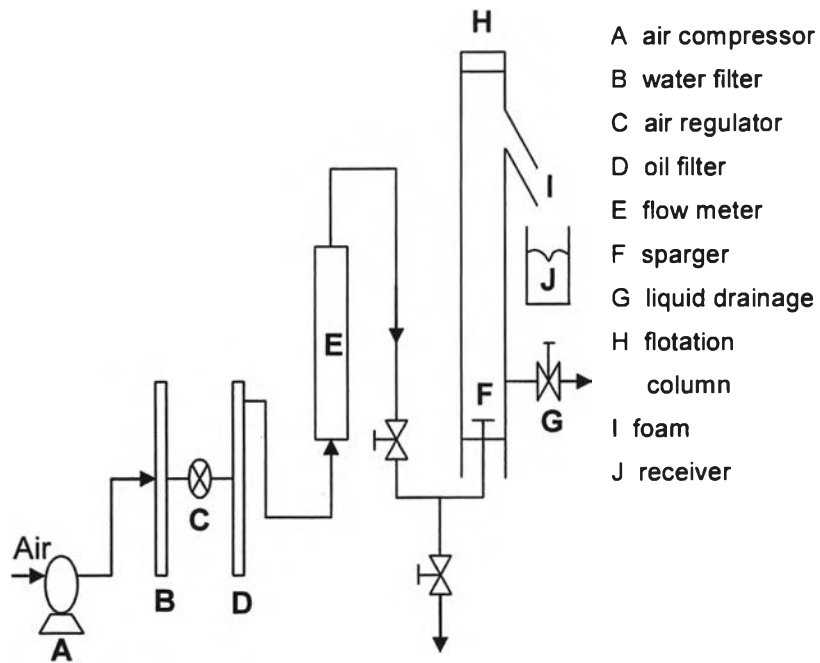 H
I
J
E
F
G
C
Air
B
D
A
A air compressor
B water filter
C air regulator
D oil filter
E flow meter
F sparger
G liquid drainage
H flotation
column
I foam
J receiver